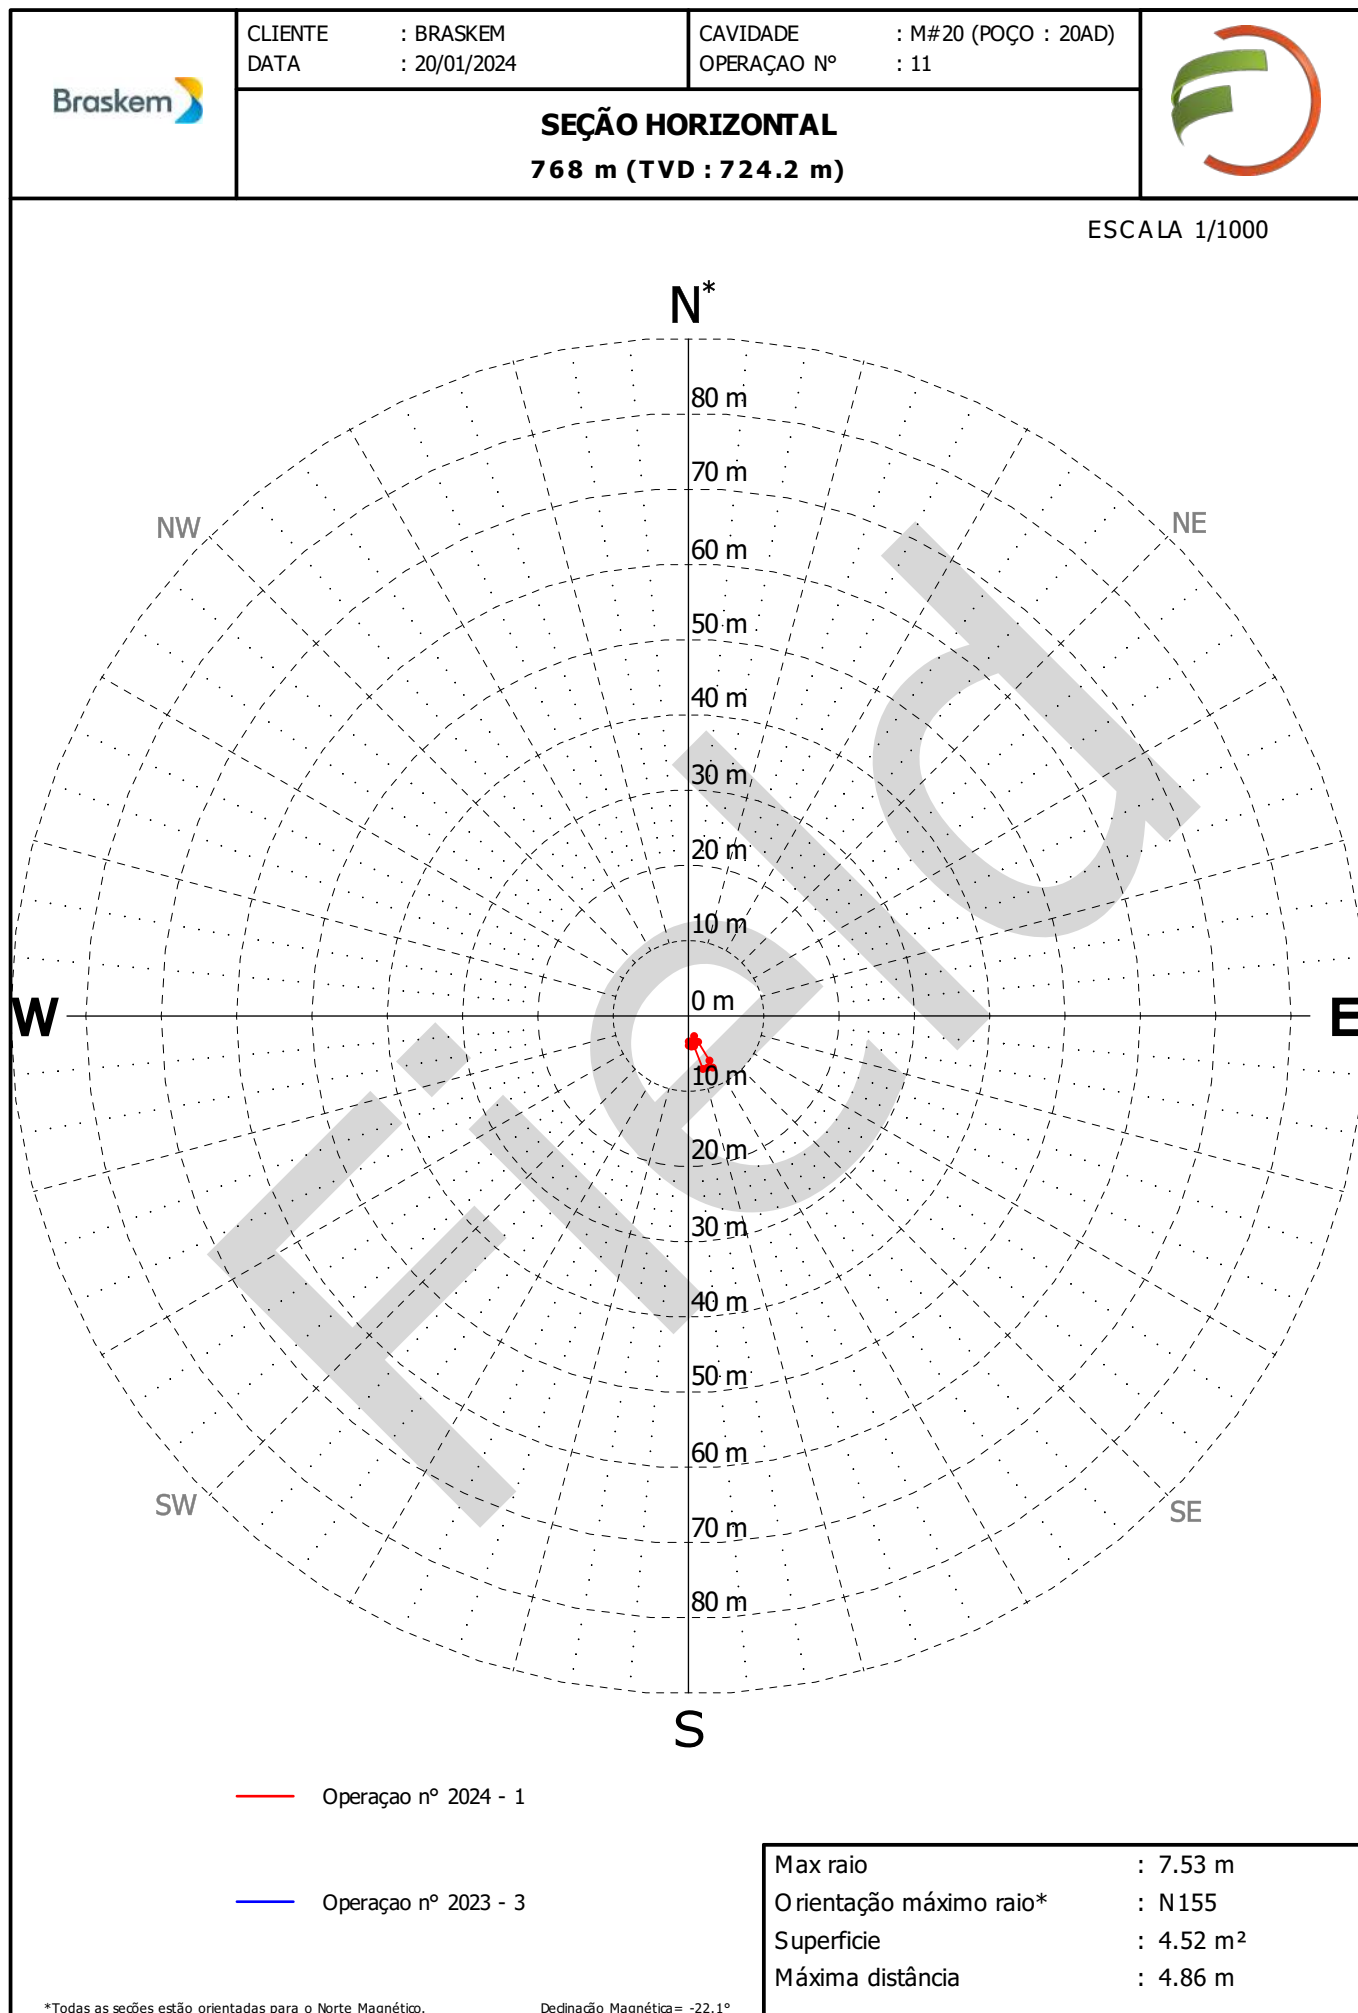 Braskem
CLIENTE : BRASKEM
DATA : 20/01/2024
CAVIDADE : M#20 (POÇO : 20AD)
OPERAÇAO N° : 11
SEÇÃO HORIZONTAL
768 m (TVD : 724.2 m)
ESCALA 1/1000
N*
80 m
70 m
NW
NE
60 m
50 m
40 m
30 m
20 m
10 m
0 m
W
E
10 m
20 m
30 m
40 m
50 m
60 m
SW
SE
70 m
80 m
S
Field
Operaçao n° 2024 - 1
Operaçao n° 2023 - 3
Max raio : 7.53 m
Orientação máximo raio* : N155
Superficie : 4.52 m²
Máxima distância : 4.86 m
*Todas as seções estão orientadas para o Norte Magnético.
Declinação Magnética= -22.1°